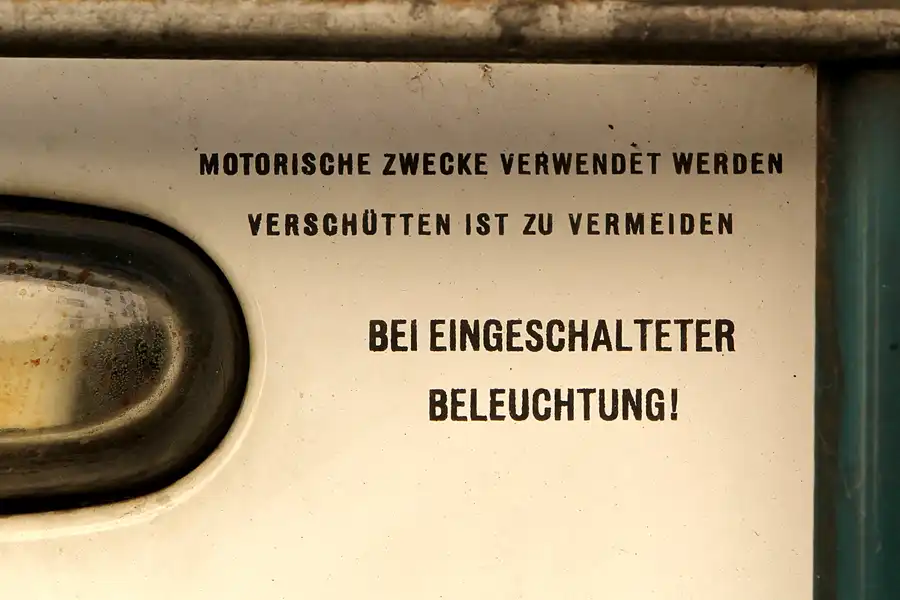 MOTORISCHE ZWECKE VERWENDET WERDEN
VERSCHÜTTEN IST ZU VERMEIDEN
BEI EINGESCHALTETER
BELEUCHTUNG!